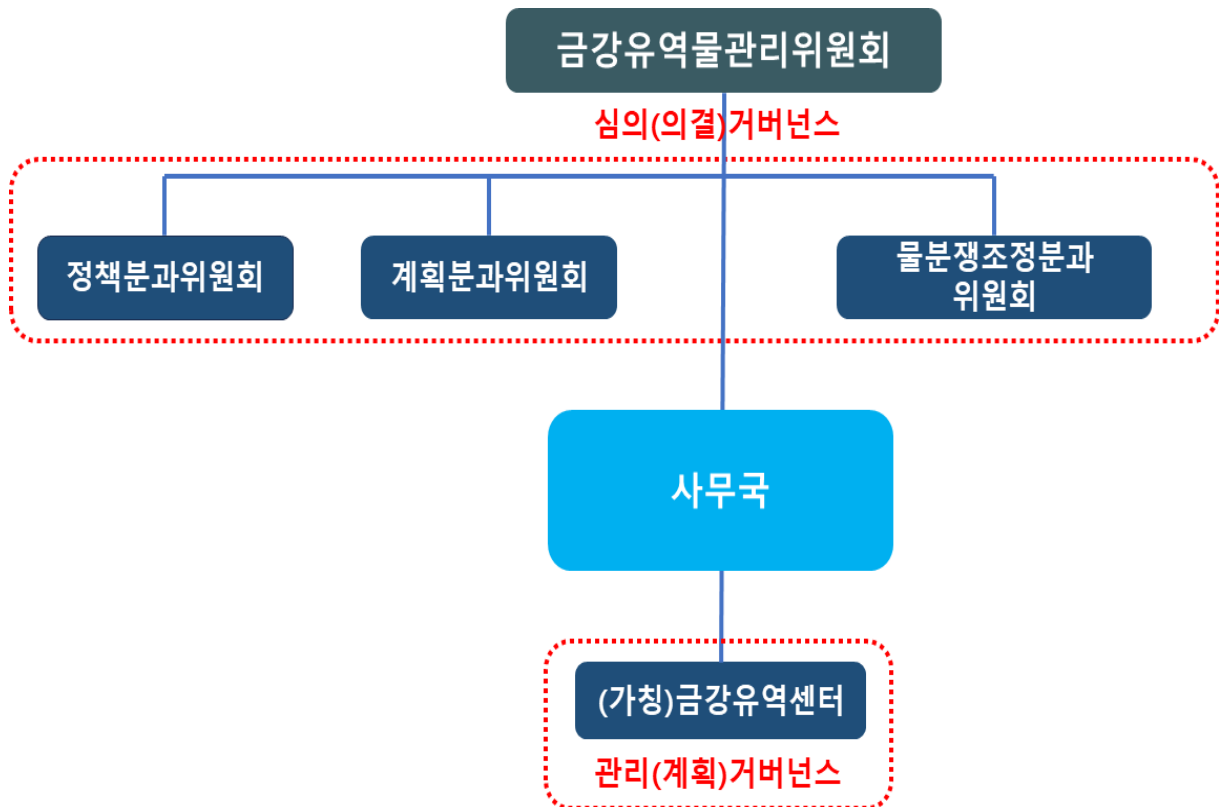 금강유역물관리위원회
심의(의결)거버넌스
정책분과위원회
계획분과위원회
물분쟁조정분과
위원회
사무국
(가칭)금강유역센터
관리(계획)거버넌스